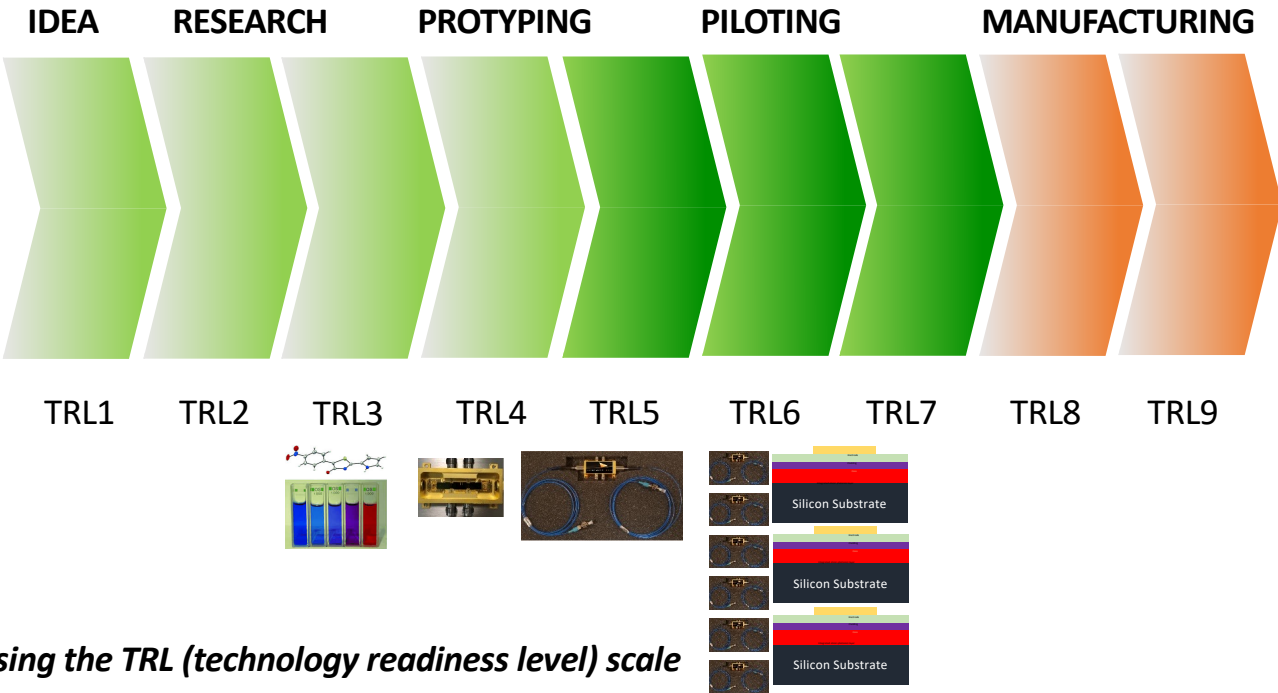 IDEA RESEARCH PROTYPING PILOTING MANUFACTURING
TRL1 TRL2 TRL3 TRL4 TRL5 TRL6 TRL7 TRL8 TRL9
Silicon Substrate
Silicon Substrate
Silicon Substrate
sing the TRL (technology readiness level) scale